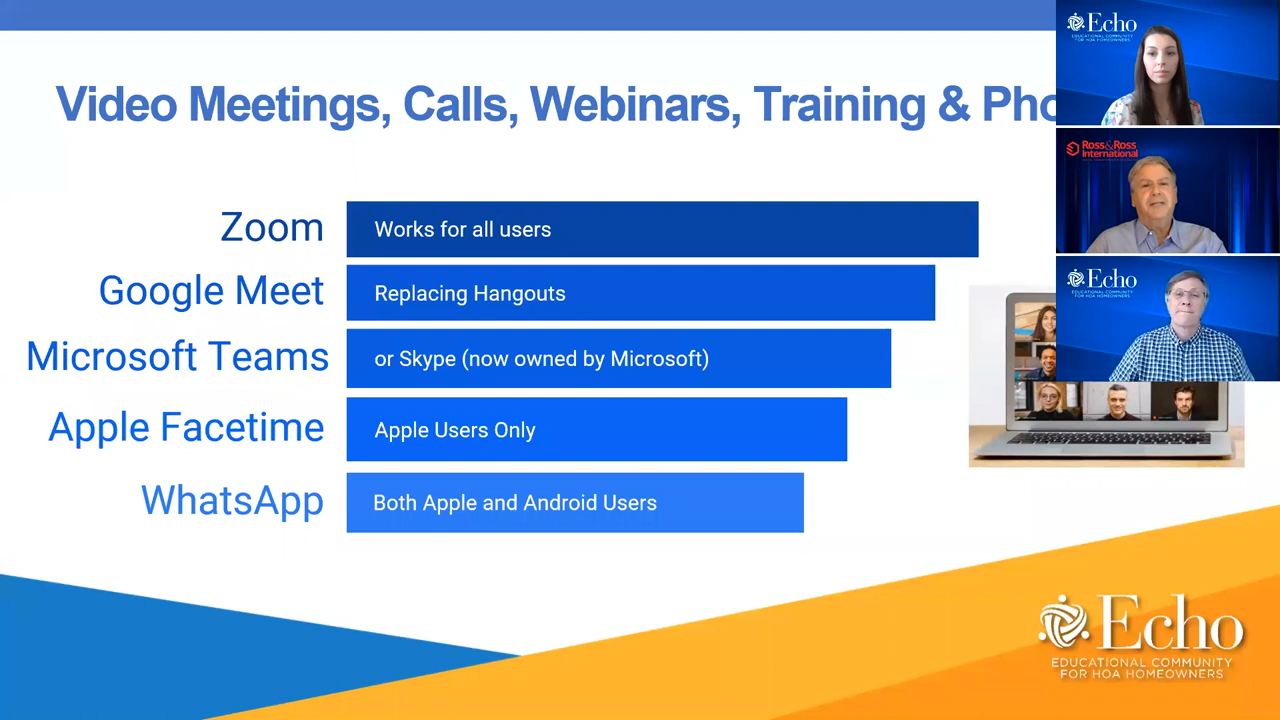 Video Meetings, Calls, Webinars, Training & Pho
Zoom
Works for all users
Google Meet
Replacing Hangouts
Microsoft Teams
or Skype (now owned by Microsoft)
Apple Facetime
Apple Users Only
WhatsApp
Both Apple and Android Users
Echo
EDUCATIONAL COMMUNITY
FOR HOA HOMEOWNERS
Ross&Ross
International
Echo
EDUCATIONAL COMMUNITY
FOR HOA HOMEOWNERS
Echo
EDUCATIONAL COMMUNITY
FOR HOA HOMEOWNERS